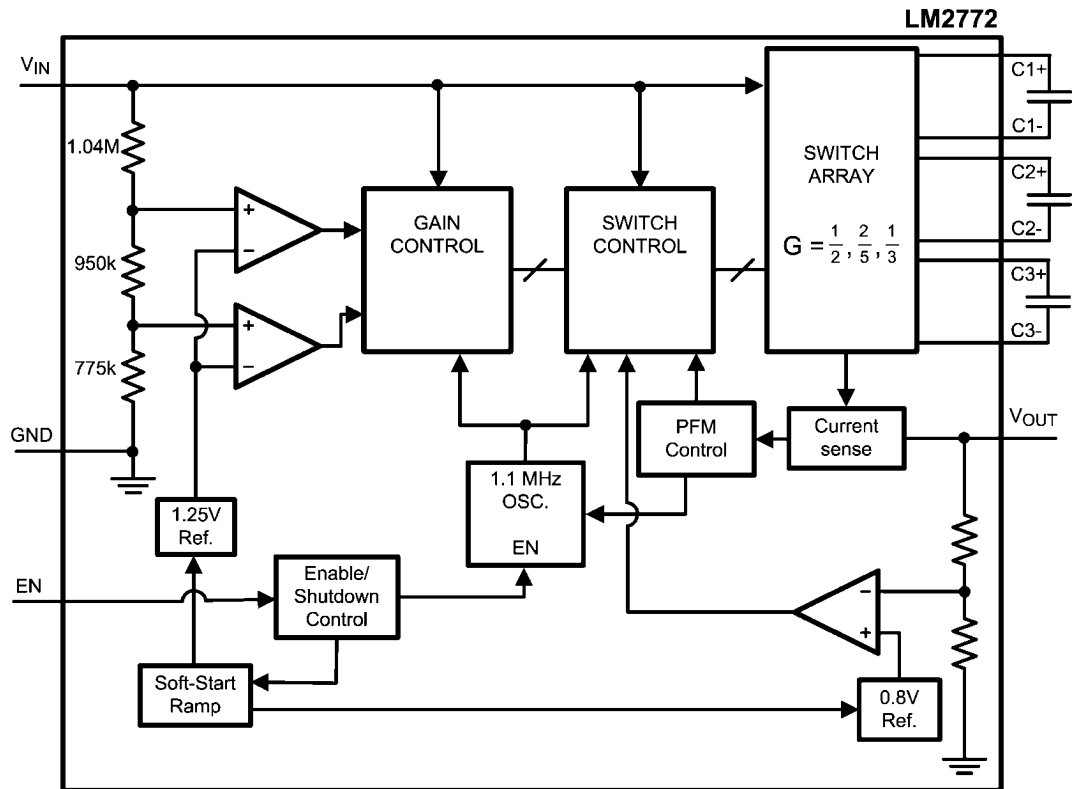 LM2772
VIN
C1+
1.04M
C1-
SWITCH
ARRAY
C2+
+
GAIN
CONTROL
SWITCH
CONTROL
C2-
−
G = 1/2, 2/5, 1/3
950k
C3+
+
C3-
775k
−
GND
PFM
Control
Current
sense
VOUT
1.1 MHz
OSC.
1.25V
Ref.
EN
EN
Enable/
Shutdown
Control
−
+
Soft-Start
Ramp
0.8V
Ref.